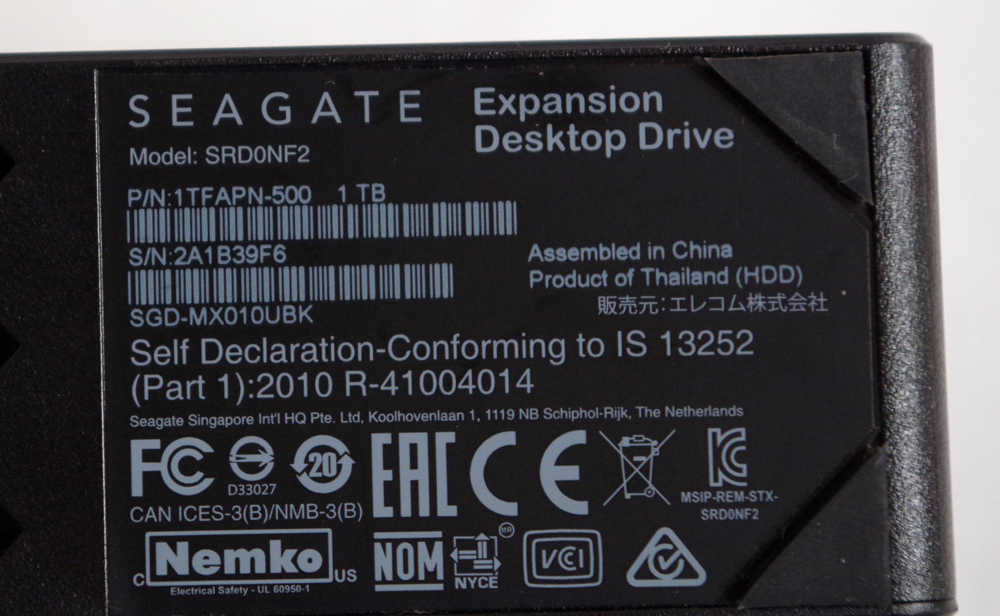 SEAGATE
Expansion
Desktop Drive
Model: SRD0NF2
P/N:1TFAPN-500 1 TB
S/N:2A1B39F6
SGD-MX010UBK
Assembled in China
Product of Thailand (HDD)
販売元:エレコム株式会社
Self Declaration-Conforming to IS 13252
(Part 1):2010 R-41004014
Seagate Singapore Int'l HQ Pte. Ltd, Koolhovenlaan 1, 1119 NB Schiphol-Rijk, The Netherlands
FC
D33027
20
EAC
CE
MSIP-REM-STX-
SRD0NF2
CAN ICES-3(B)/NMB-3(B)
C Nemko US
Electrical Safety - UL 60950-1
NOM
NYCE
MR
VCI